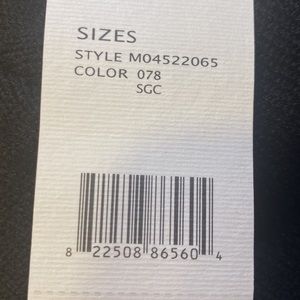 SIZES
STYLE M04522065
COLOR 078
SGC
8 22508 86560 4